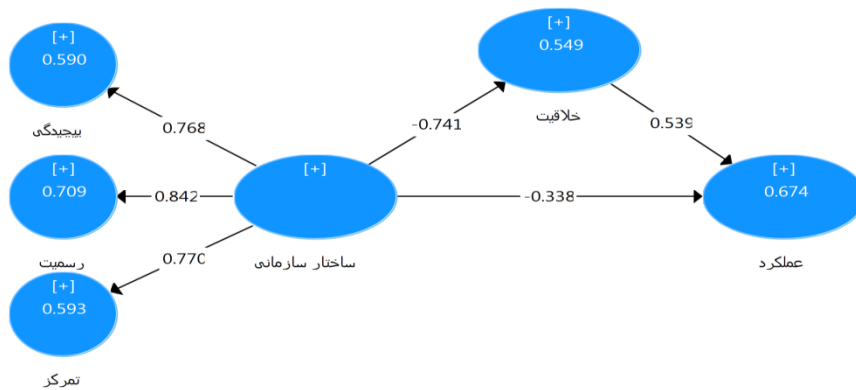 [+]
0.590
پیچیدگی
[+]
0.709
رسمیت
[+]
0.593
تمرکز
0.768
0.842
0.770
[+]
ساختار سازمانی
-0.741
-0.338
[+]
0.549
خلاقیت
0.539
[+]
0.674
عملکرد